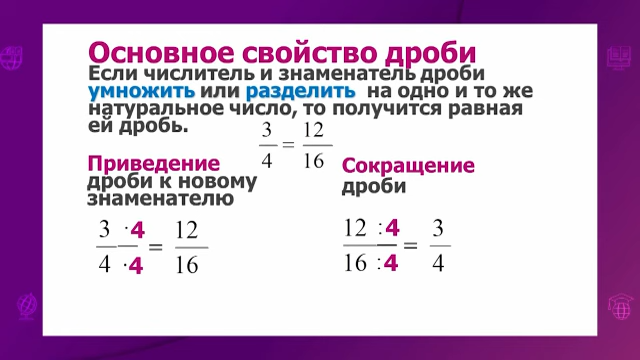 Основное свойство дроби
Если числитель и знаменатель дроби
умножить или разделить на одно и то же
натуральное число, то получится равная
ей дробь.
3/4 = 12/16
Приведение
дроби к новому
знаменателю
3 ·4 / 4 ·4 = 12/16
Сокращение
дроби
12 :4 / 16 :4 = 3/4